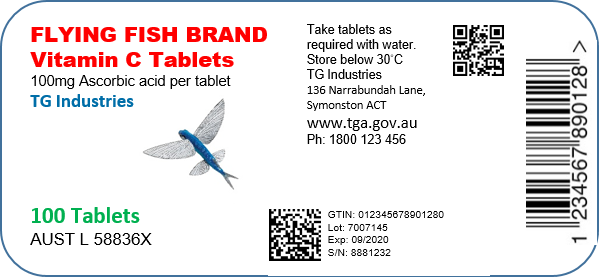 FLYING FISH BRAND
Vitamin C Tablets
100mg Ascorbic acid per tablet
TG Industries
100 Tablets
AUST L 58836X
Take tablets as
required with water.
Store below 30°C
TG Industries
136 Narrabundah Lane,
Symonston ACT
www.tga.gov.au
Ph: 1800 123 456
GTIN: 012345678901280
Lot: 7007145
Exp: 09/2020
S/N: 8881232
1 234567 890128 >